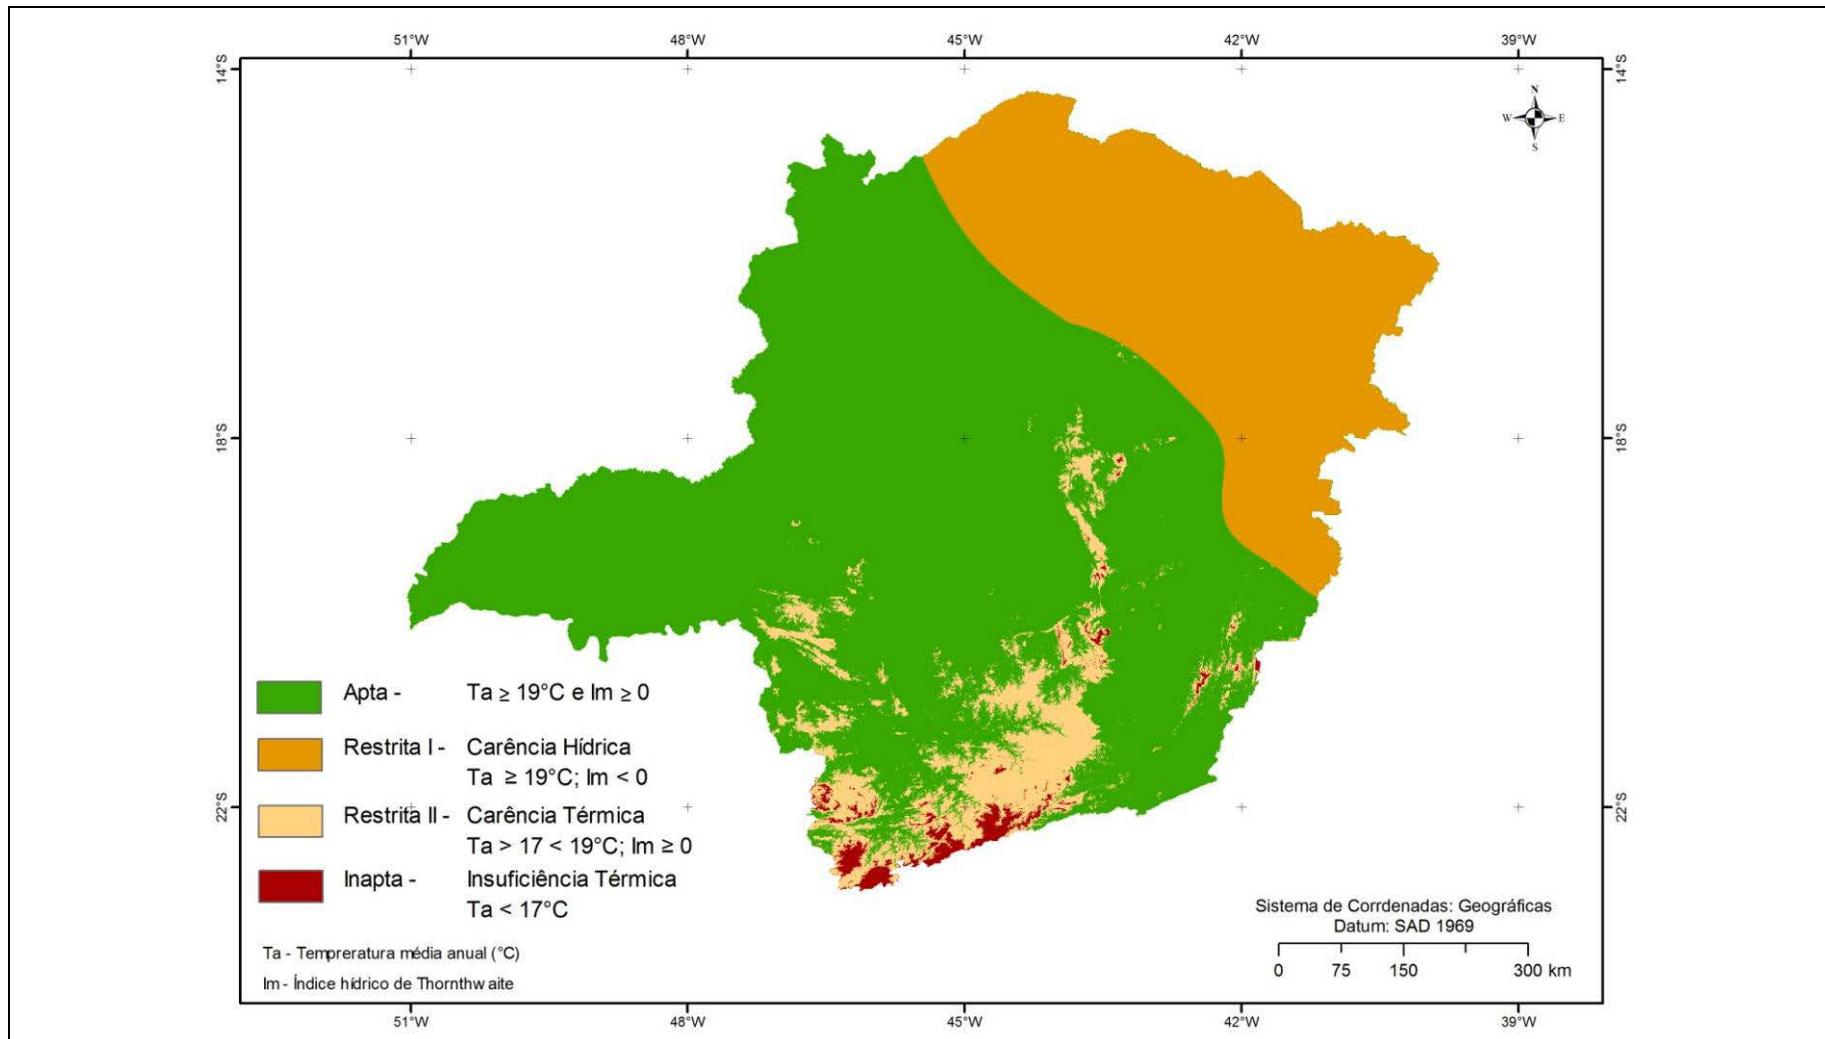 51°W 48°W 45°W 42°W 39°W
14°S 14°S
N
W E
S
18°S 18°S
Apta - Ta ≥ 19°C e Im ≥ 0
Restrita I - Carência Hídrica
Ta ≥ 19°C; Im < 0
22°S 22°S
Restrita II - Carência Térmica
Ta > 17 < 19°C; Im ≥ 0
Inapta - Insuficiência Térmica
Ta < 17°C
Sistema de Corrdenadas: Geográficas
Datum: SAD 1969
0 75 150 300 km
Ta - Tempreratura média anual (°C)
Im - Índice hídrico de Thornthwaite
51°W 48°W 45°W 42°W 39°W